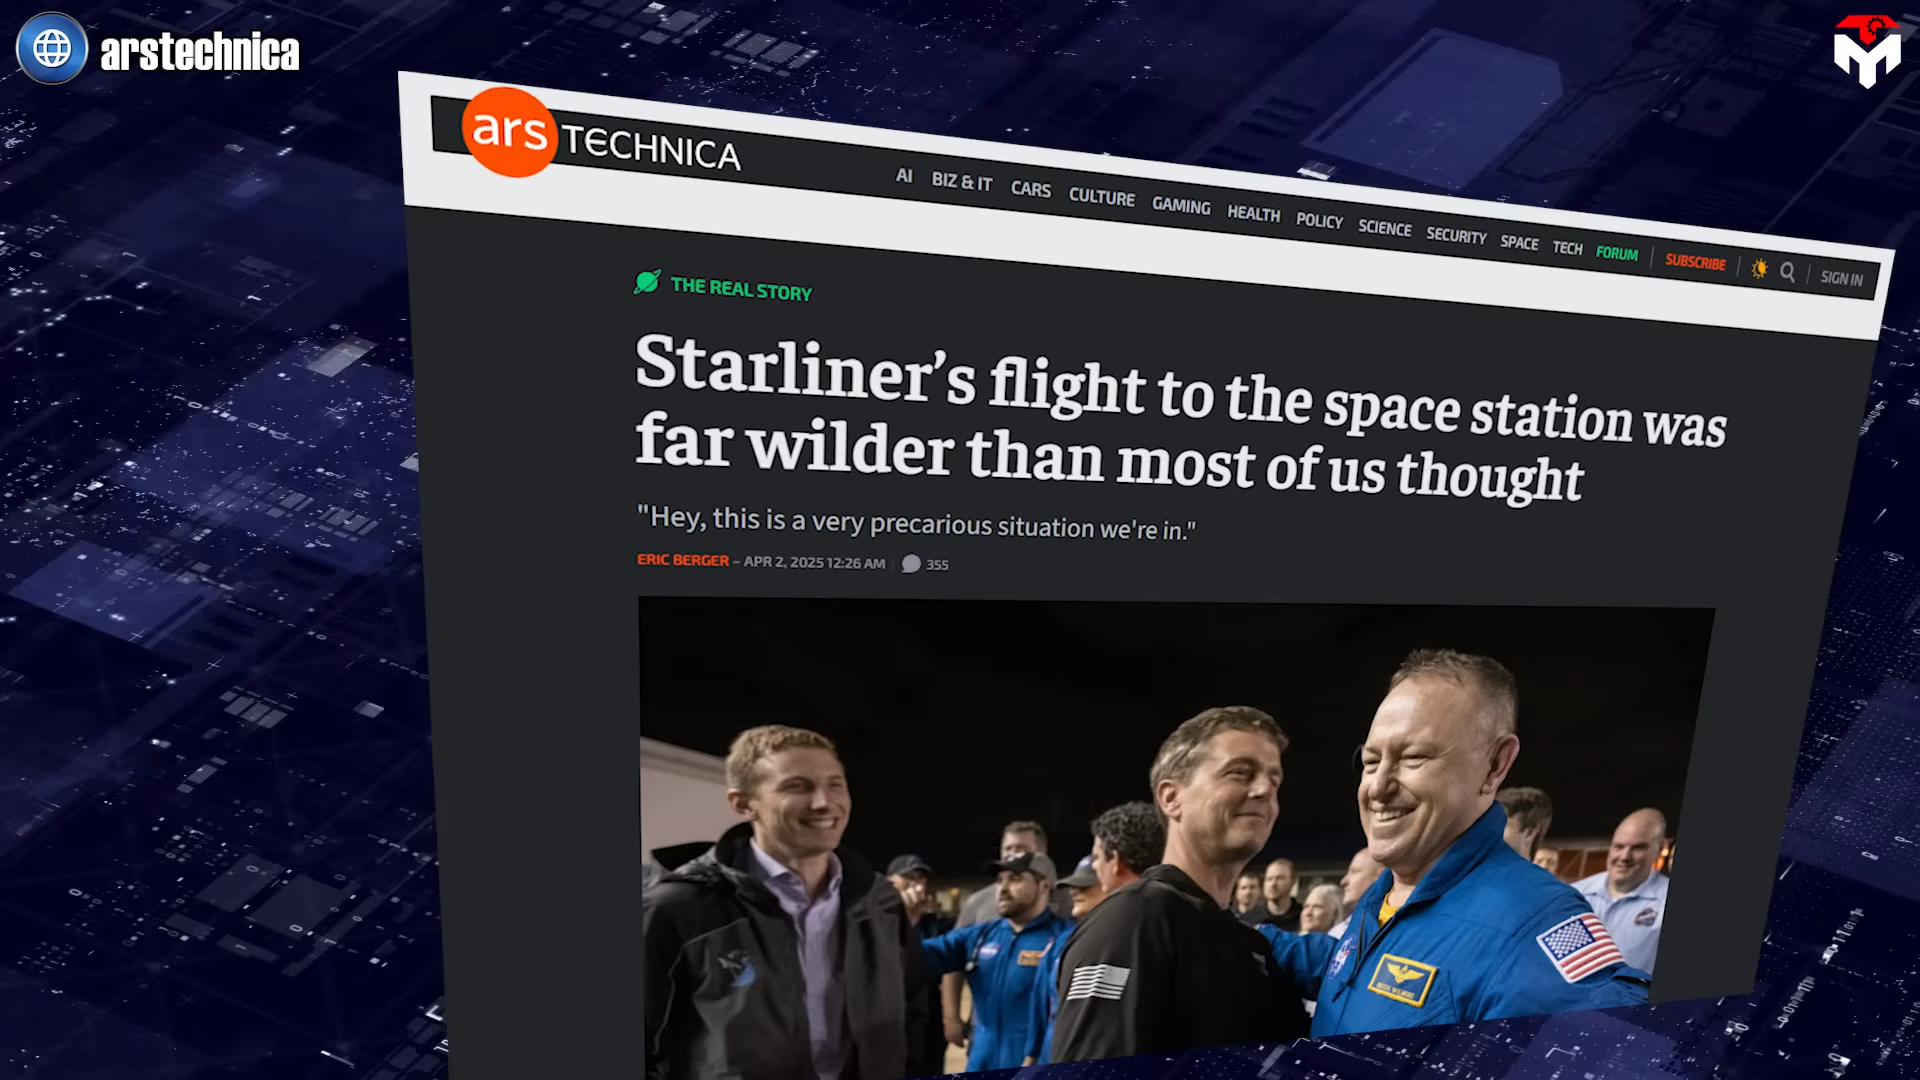 arstechnica
ars TECHNICA
AI BIZ & IT CARS CULTURE GAMING HEALTH POLICY SCIENCE SECURITY SPACE TECH FORUM SUBSCRIBE SIGN IN
THE REAL STORY
Starliner’s flight to the space station was
far wilder than most of us thought
"Hey, this is a very precarious situation we're in."
ERIC BERGER – APR 2, 2025 12:26 AM 355